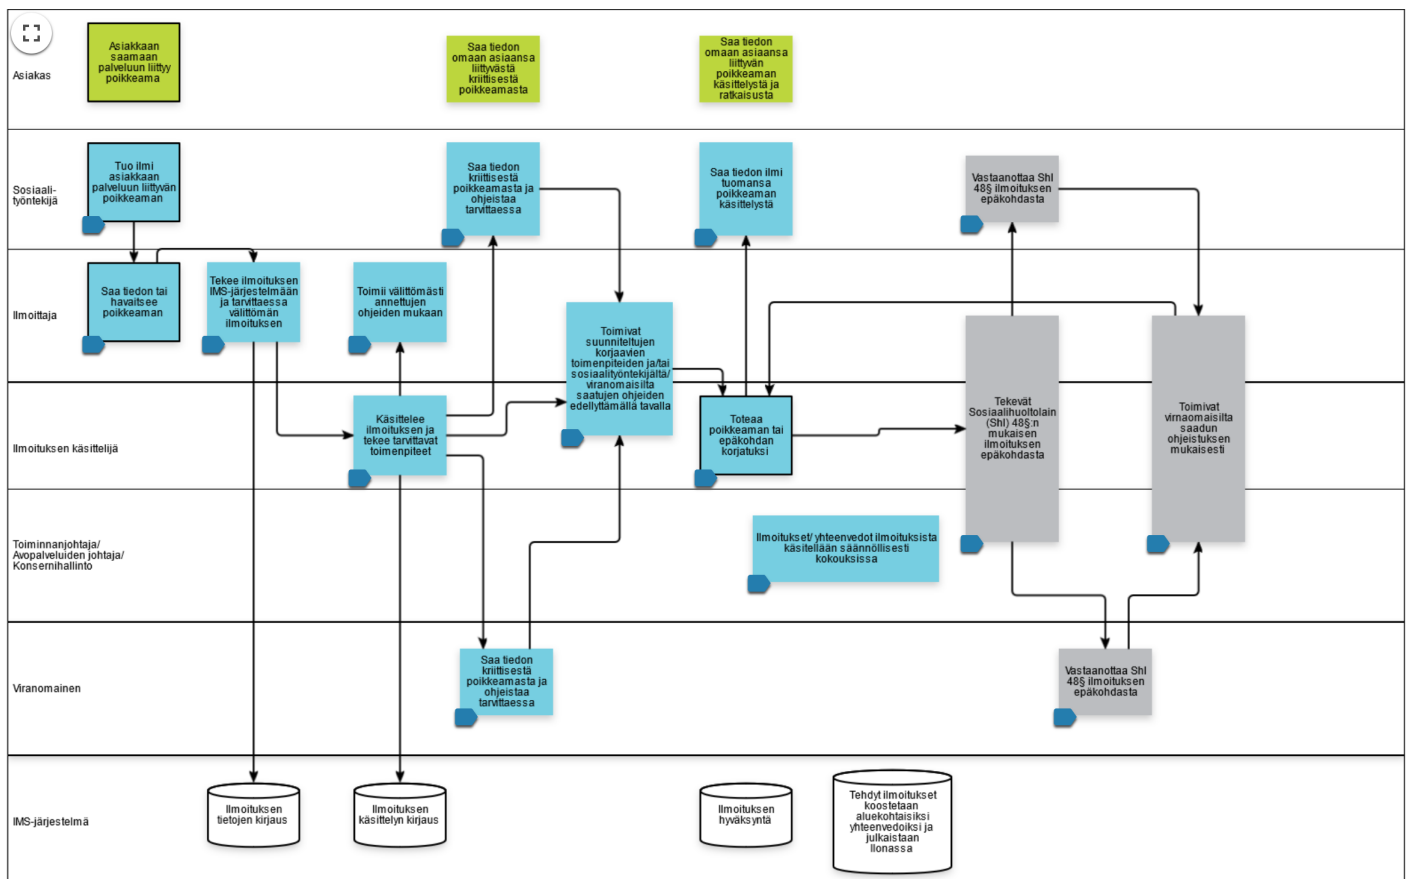 Asiakas
Asiakkaan
saamaan
palveluun liittyy
poikkeama
Saa tiedon
omaan asiaansa
liittyvästä
kriittisestä
poikkeamasta
Saa tiedon
omaan asiaansa
liittyvän
poikkeaman
käsittelystä ja
ratkaisusta
Sosiaali-
työntekijä
Tuo ilmi
asiakkaan
palveluun liittyvän
poikkeaman
Saa tiedon
kriittisestä
poikkeamasta ja
ohjeistaa
tarvittaessa
Saa tiedon ilmi
tuomansa
poikkeaman
käsittelystä
Vastaanottaa Shl
48§ ilmoituksen
epäkohdasta
Ilmoittaja
Saa tiedon tai
havaitsee
poikkeaman
Tekee ilmoituksen
IMS-järjestelmään
ja tarvittaessa
välittömän
ilmoituksen
Toimii välittömästi
annettujen
ohjeiden mukaan
Toimivat
suunniteltujen
korjaavien
toimenpiteiden ja/tai
sosiaalityöntekijältä/
viranomaisilta
saatujen ohjeiden
edellyttämällä tavalla
Ilmoituksen käsittelijä
Käsittelee
ilmoituksen ja
tekee tarvittavat
toimenpiteet
Toteaa
poikkeaman tai
epäkohdan
korjatuksi
Tekevät
Sosiaalihuoltolain
(Shl) 48§:n
mukaisen
ilmoituksen
epäkohdasta
Toimivat
virnaomaisilta
saadun
ohjeistuksen
mukaisesti
Toiminnanjohtaja/
Avopalveluiden johtaja/
Konsernihallinto
Ilmoitukset/ yhteenvedot ilmoituksista
käsitellään säännöllisesti
kokouksissa
Viranomainen
Saa tiedon
kriittisestä
poikkeamasta ja
ohjeistaa
tarvittaessa
Vastaanottaa Shl
48§ ilmoituksen
epäkohdasta
IMS-järjestelmä
Ilmoituksen
tietojen kirjaus
Ilmoituksen
käsittelyn kirjaus
Ilmoituksen
hyväksyntä
Tehdyt ilmoitukset
koostetaan
aluekohtaisiksi
yhteenvedoiksi ja
julkaistaan
Ilonassa